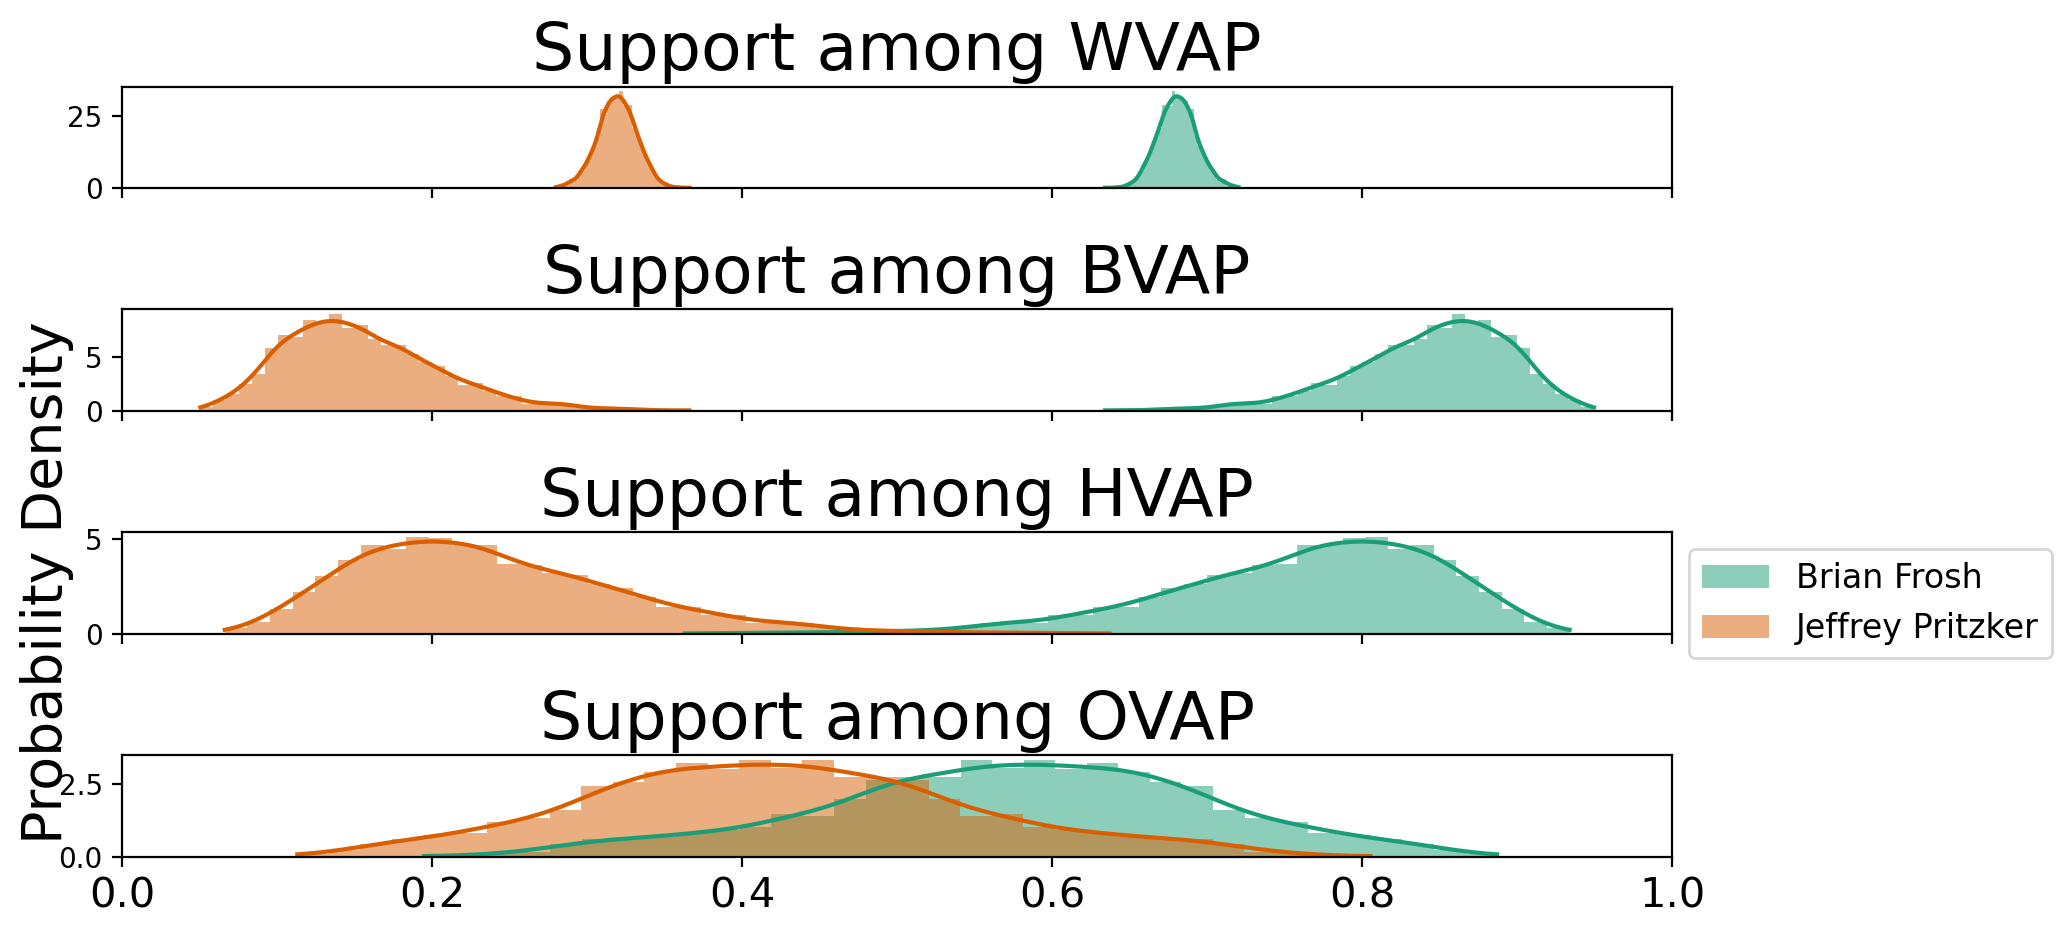 Support among WVAP
25
0
Support among BVAP
5
0
Support among HVAP
5
0
Support among OVAP
2.5
0.0
0.0 0.2 0.4 0.6 0.8 1.0
Probability Density
Brian Frosh
Jeffrey Pritzker